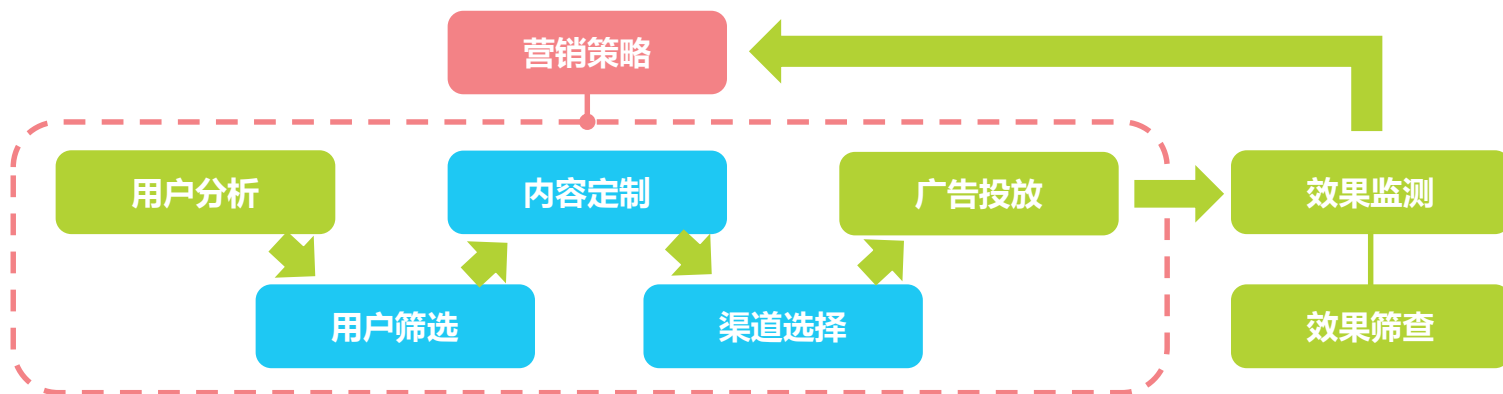 营销策略
用户分析
内容定制
广告投放
效果监测
用户筛选
渠道选择
效果筛查